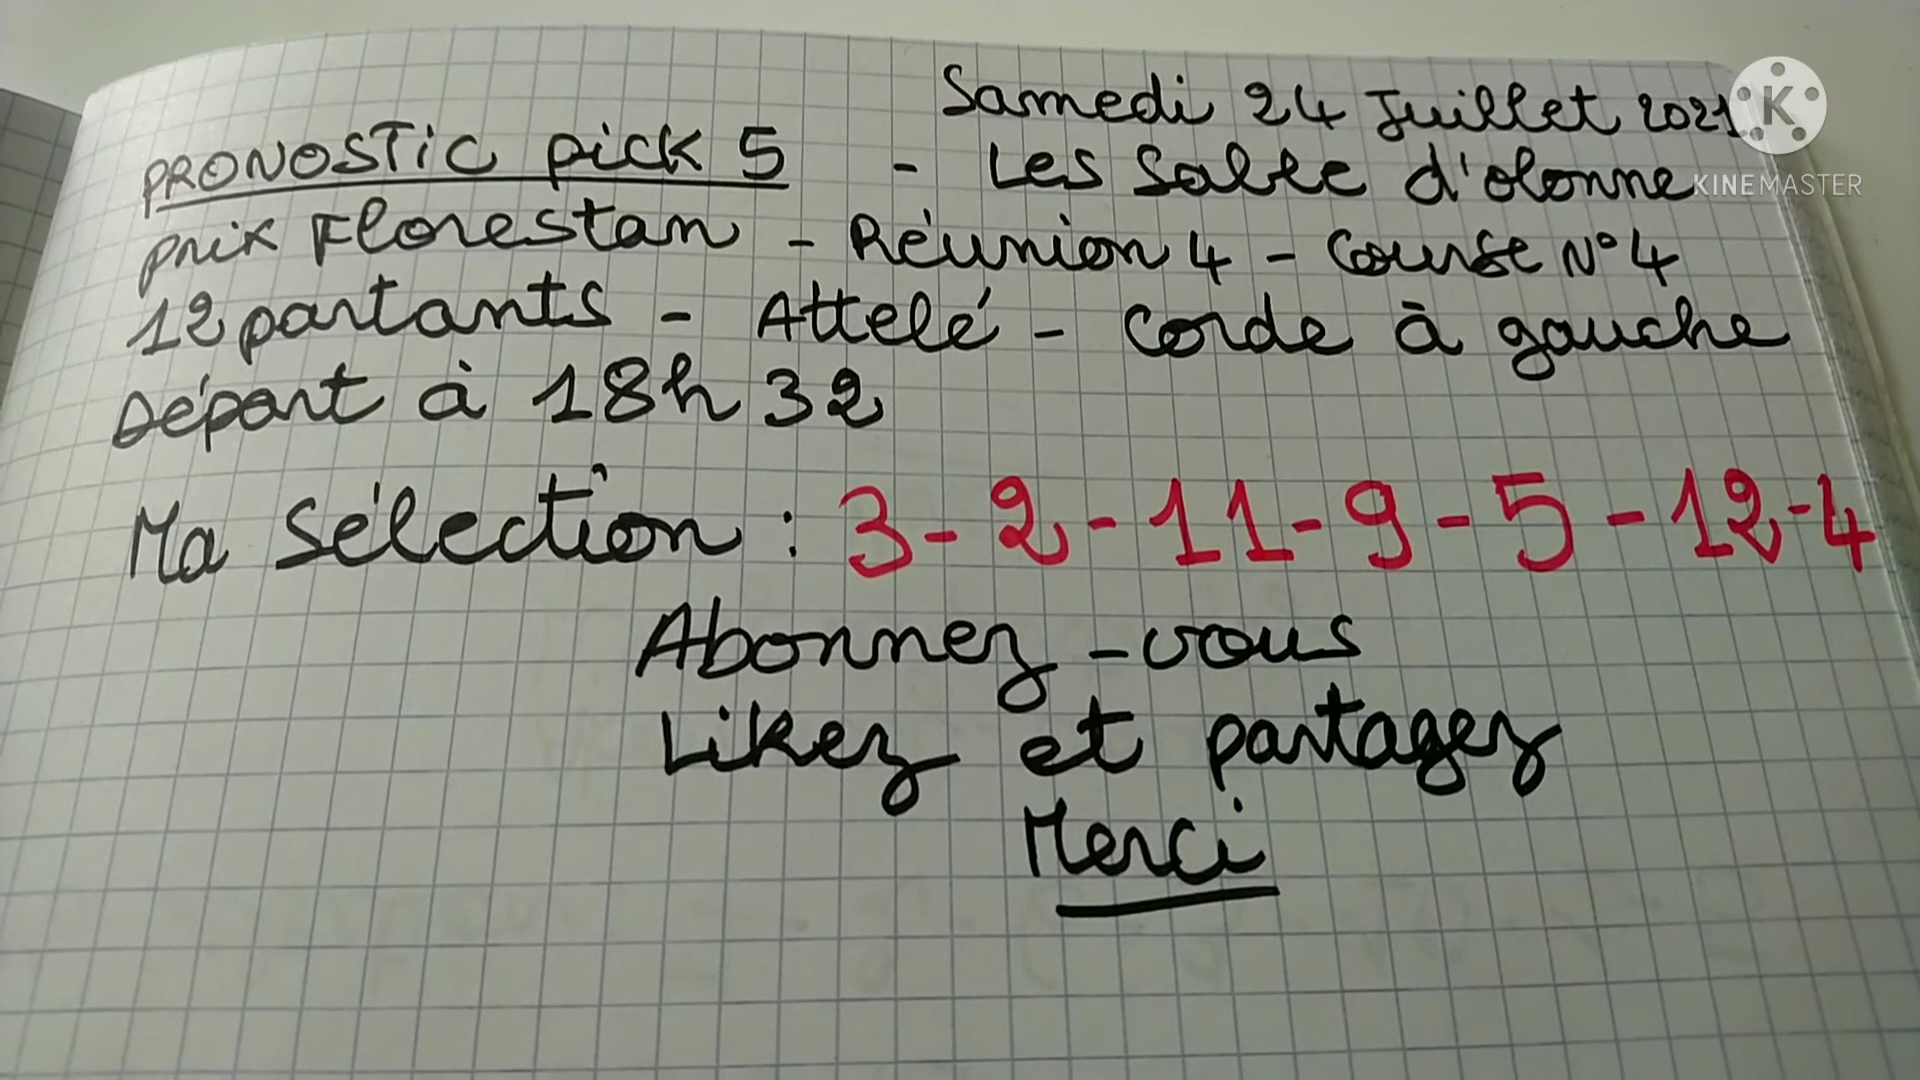 Samedi 24 Juillet 2021
PRONOSTIC pick 5 - Les Sable d'olonne
prix Florestan - Réunion 4 - Course N°4
12 partants - Attelé - Corde à gauche
Départ à 18h32
Ma sélection : 3-2-11-9-5-12-4
Abonnez-vous
Likez et partagez
Merci
K
KINEMASTER